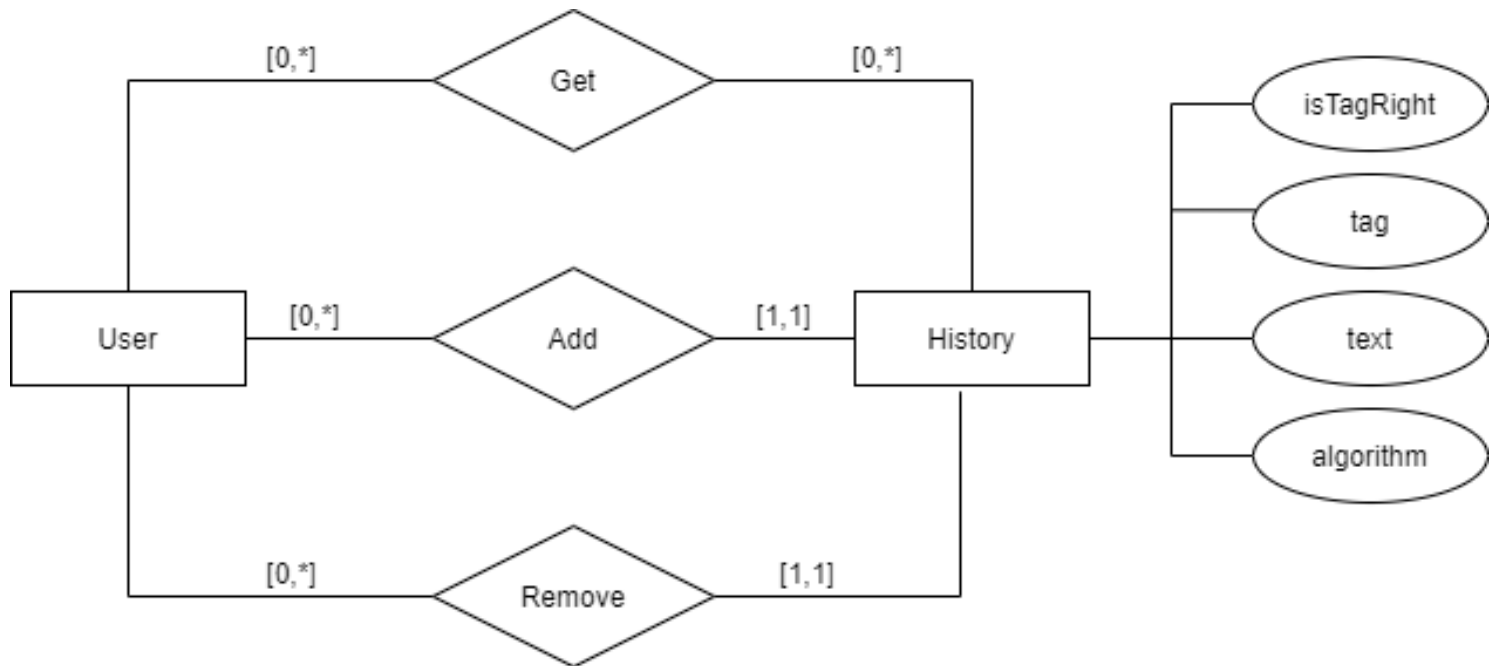 [0,*]
Get
[0,*]
isTagRight
tag
User
[0,*]
Add
[1,1]
History
text
algorithm
[0,*]
Remove
[1,1]